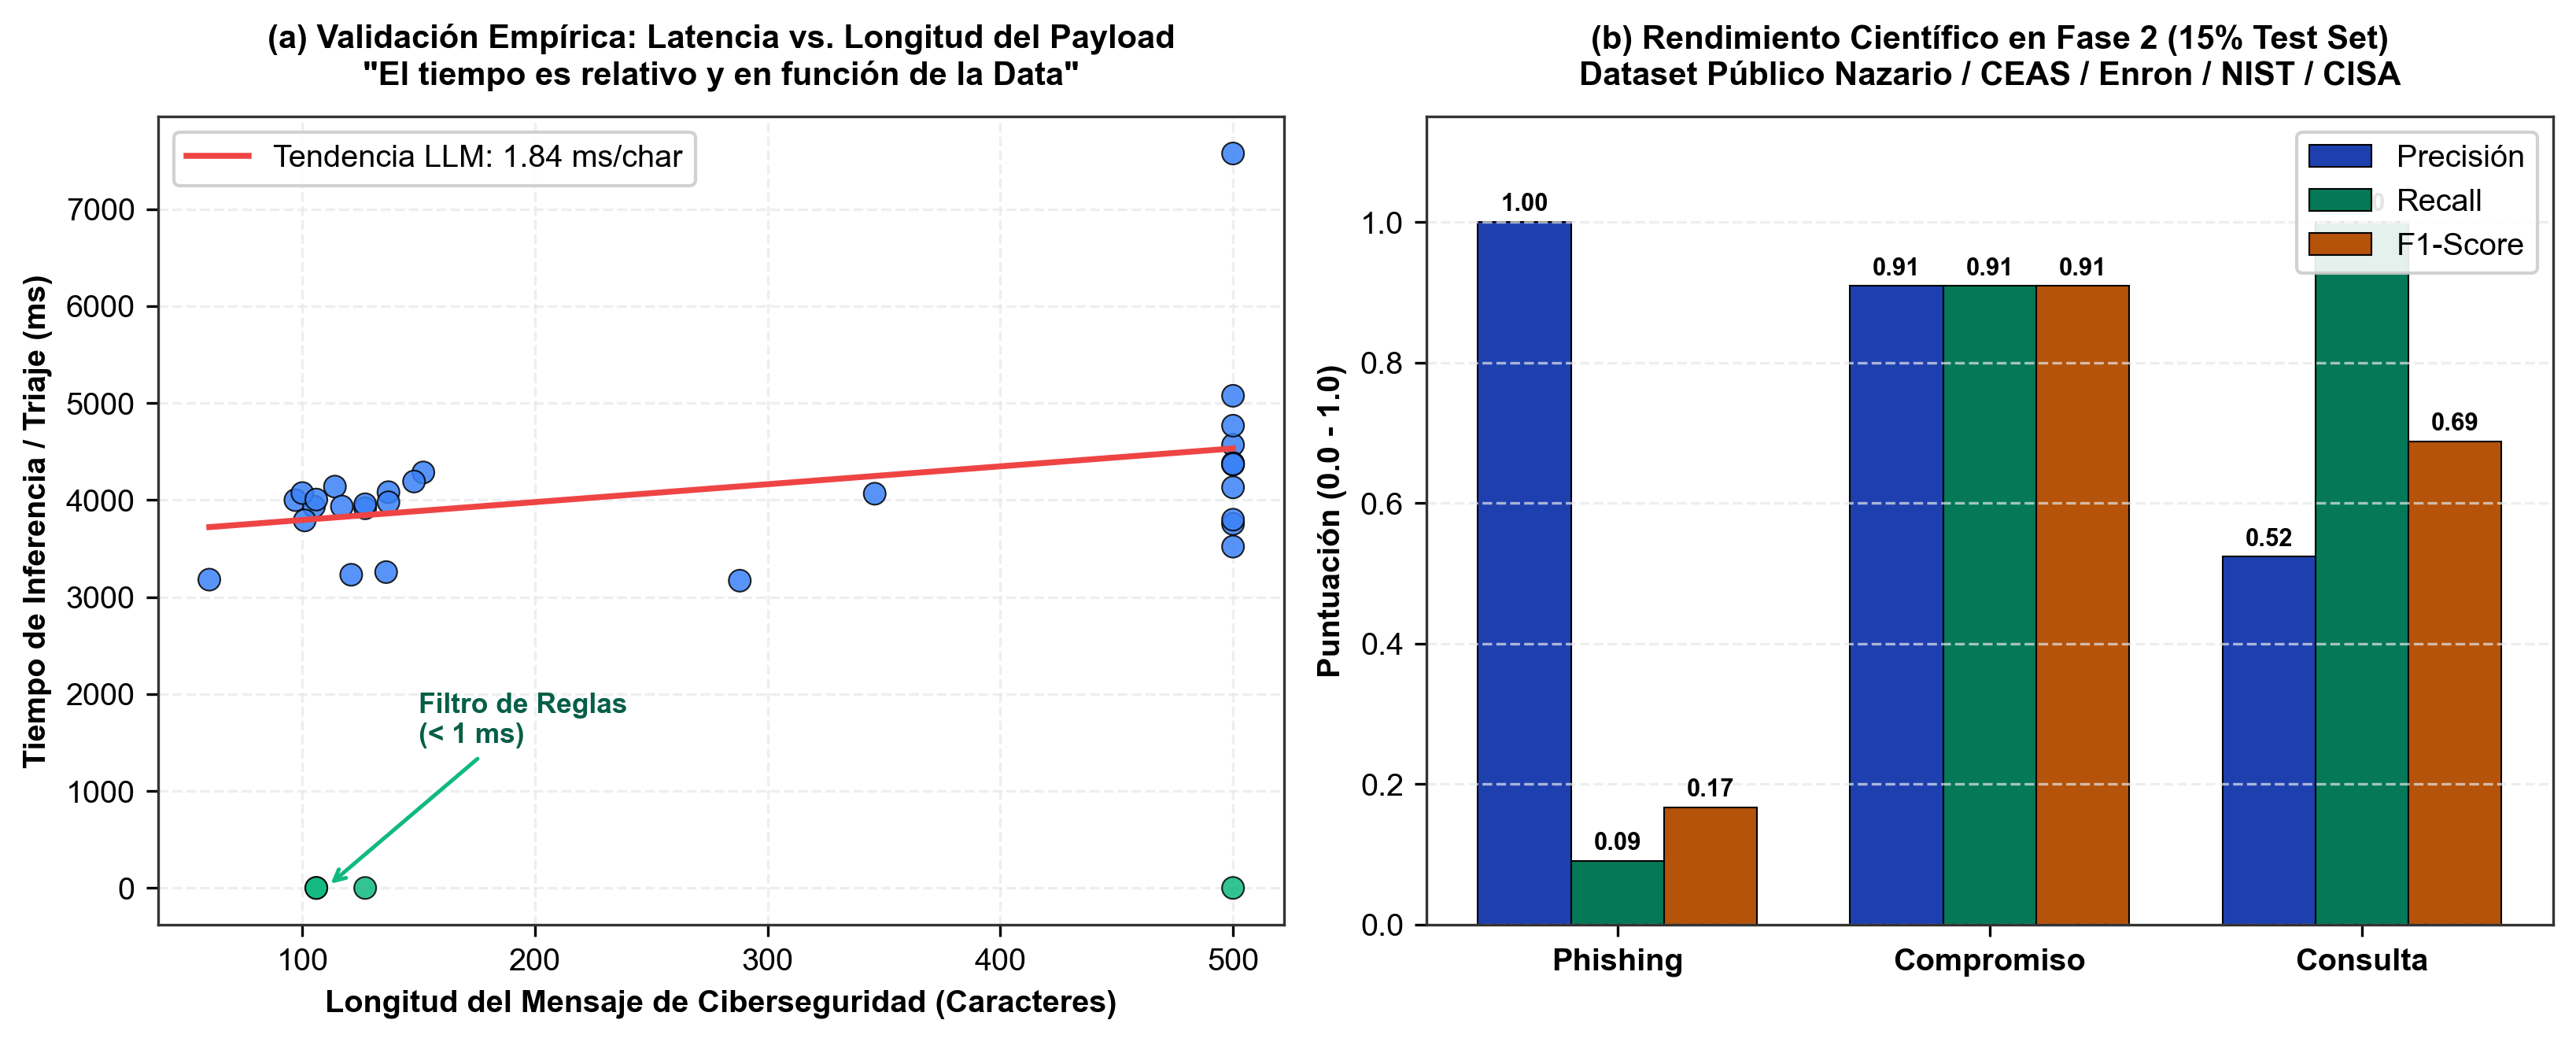 (a) Validación Empírica: Latencia vs. Longitud del Payload
"El tiempo es relativo y en función de la Data"
Tendencia LLM: 1.84 ms/char
Tiempo de Inferencia / Triaje (ms)
7000
6000
5000
4000
3000
2000
1000
0
Filtro de Reglas
(< 1 ms)
100 200 300 400 500
Longitud del Mensaje de Ciberseguridad (Caracteres)
(b) Rendimiento Científico en Fase 2 (15% Test Set)
Dataset Público Nazario / CEAS / Enron / NIST / CISA
Precisión
Recall
F1-Score
Puntuación (0.0 - 1.0)
1.0
0.8
0.6
0.4
0.2
0.0
1.00
0.09
0.17
0.91 0.91 0.91
0.52
0.69
Phishing Compromiso Consulta